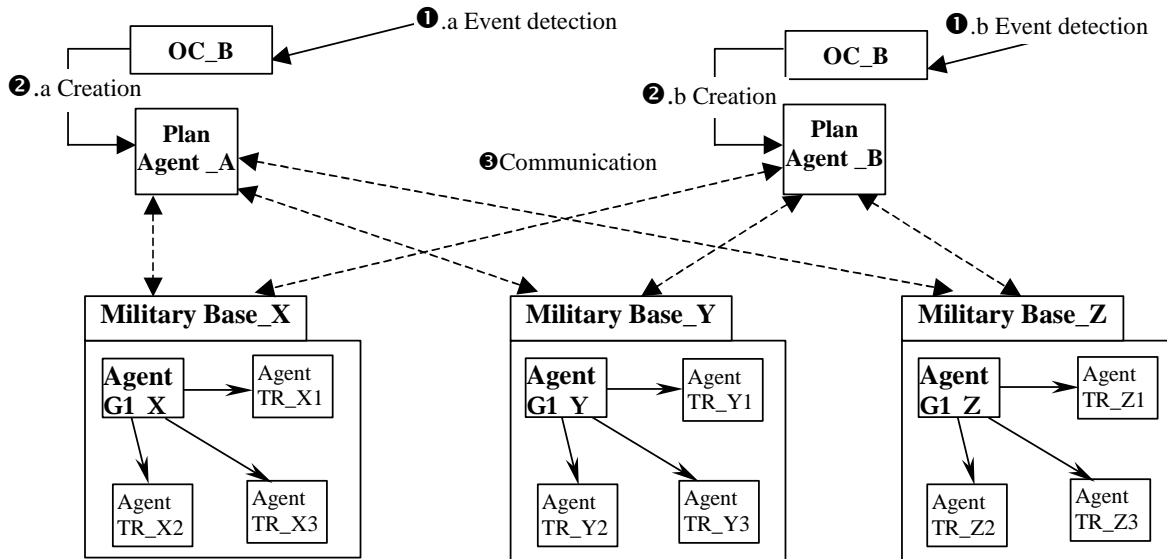 ❶.a Event detection
OC_B
❷.a Creation
Plan
Agent _A
❶.b Event detection
OC_B
❷.b Creation
Plan
Agent _B
❸Communication
Military Base_X
Agent
G1_X
Agent
TR_X1
Agent
TR_X2
Agent
TR_X3
Military Base_Y
Agent
G1_Y
Agent
TR_Y1
Agent
TR_Y2
Agent
TR_Y3
Military Base_Z
Agent
G1_Z
Agent
TR_Z1
Agent
TR_Z2
Agent
TR_Z3